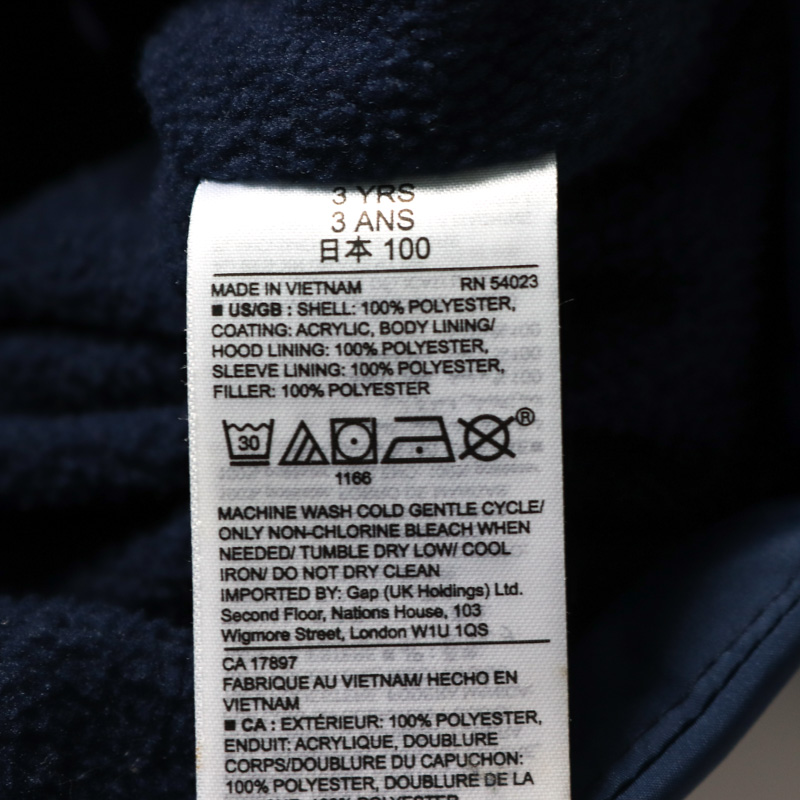 3 YRS
3 ANS
日本 100
MADE IN VIETNAM RN 54023
■ US/GB : SHELL: 100% POLYESTER,
COATING: ACRYLIC, BODY LINING/
HOOD LINING: 100% POLYESTER,
SLEEVE LINING: 100% POLYESTER,
FILLER: 100% POLYESTER
30 ®
1166
MACHINE WASH COLD GENTLE CYCLE/
ONLY NON-CHLORINE BLEACH WHEN
NEEDED/ TUMBLE DRY LOW/ COOL
IRON/ DO NOT DRY CLEAN
IMPORTED BY: Gap (UK Holdings) Ltd.
Second Floor, Nations House, 103
Wigmore Street, London W1U 1QS
CA 17897
FABRIQUE AU VIETNAM/ HECHO EN
VIETNAM
■ CA : EXTÉRIEUR: 100% POLYESTER,
ENDUIT: ACRYLIQUE, DOUBLURE
CORPS/DOUBLURE DU CAPUCHON:
100% POLYESTER, DOUBLURE DE LA
100% POLYESTER